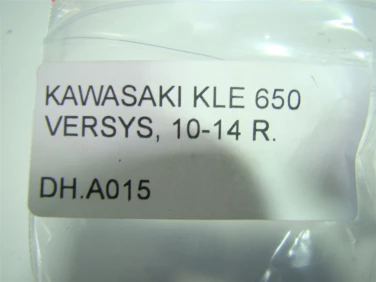 KAWASAKI KLE 650
VERSYS, 10-14 R.
DH.A015